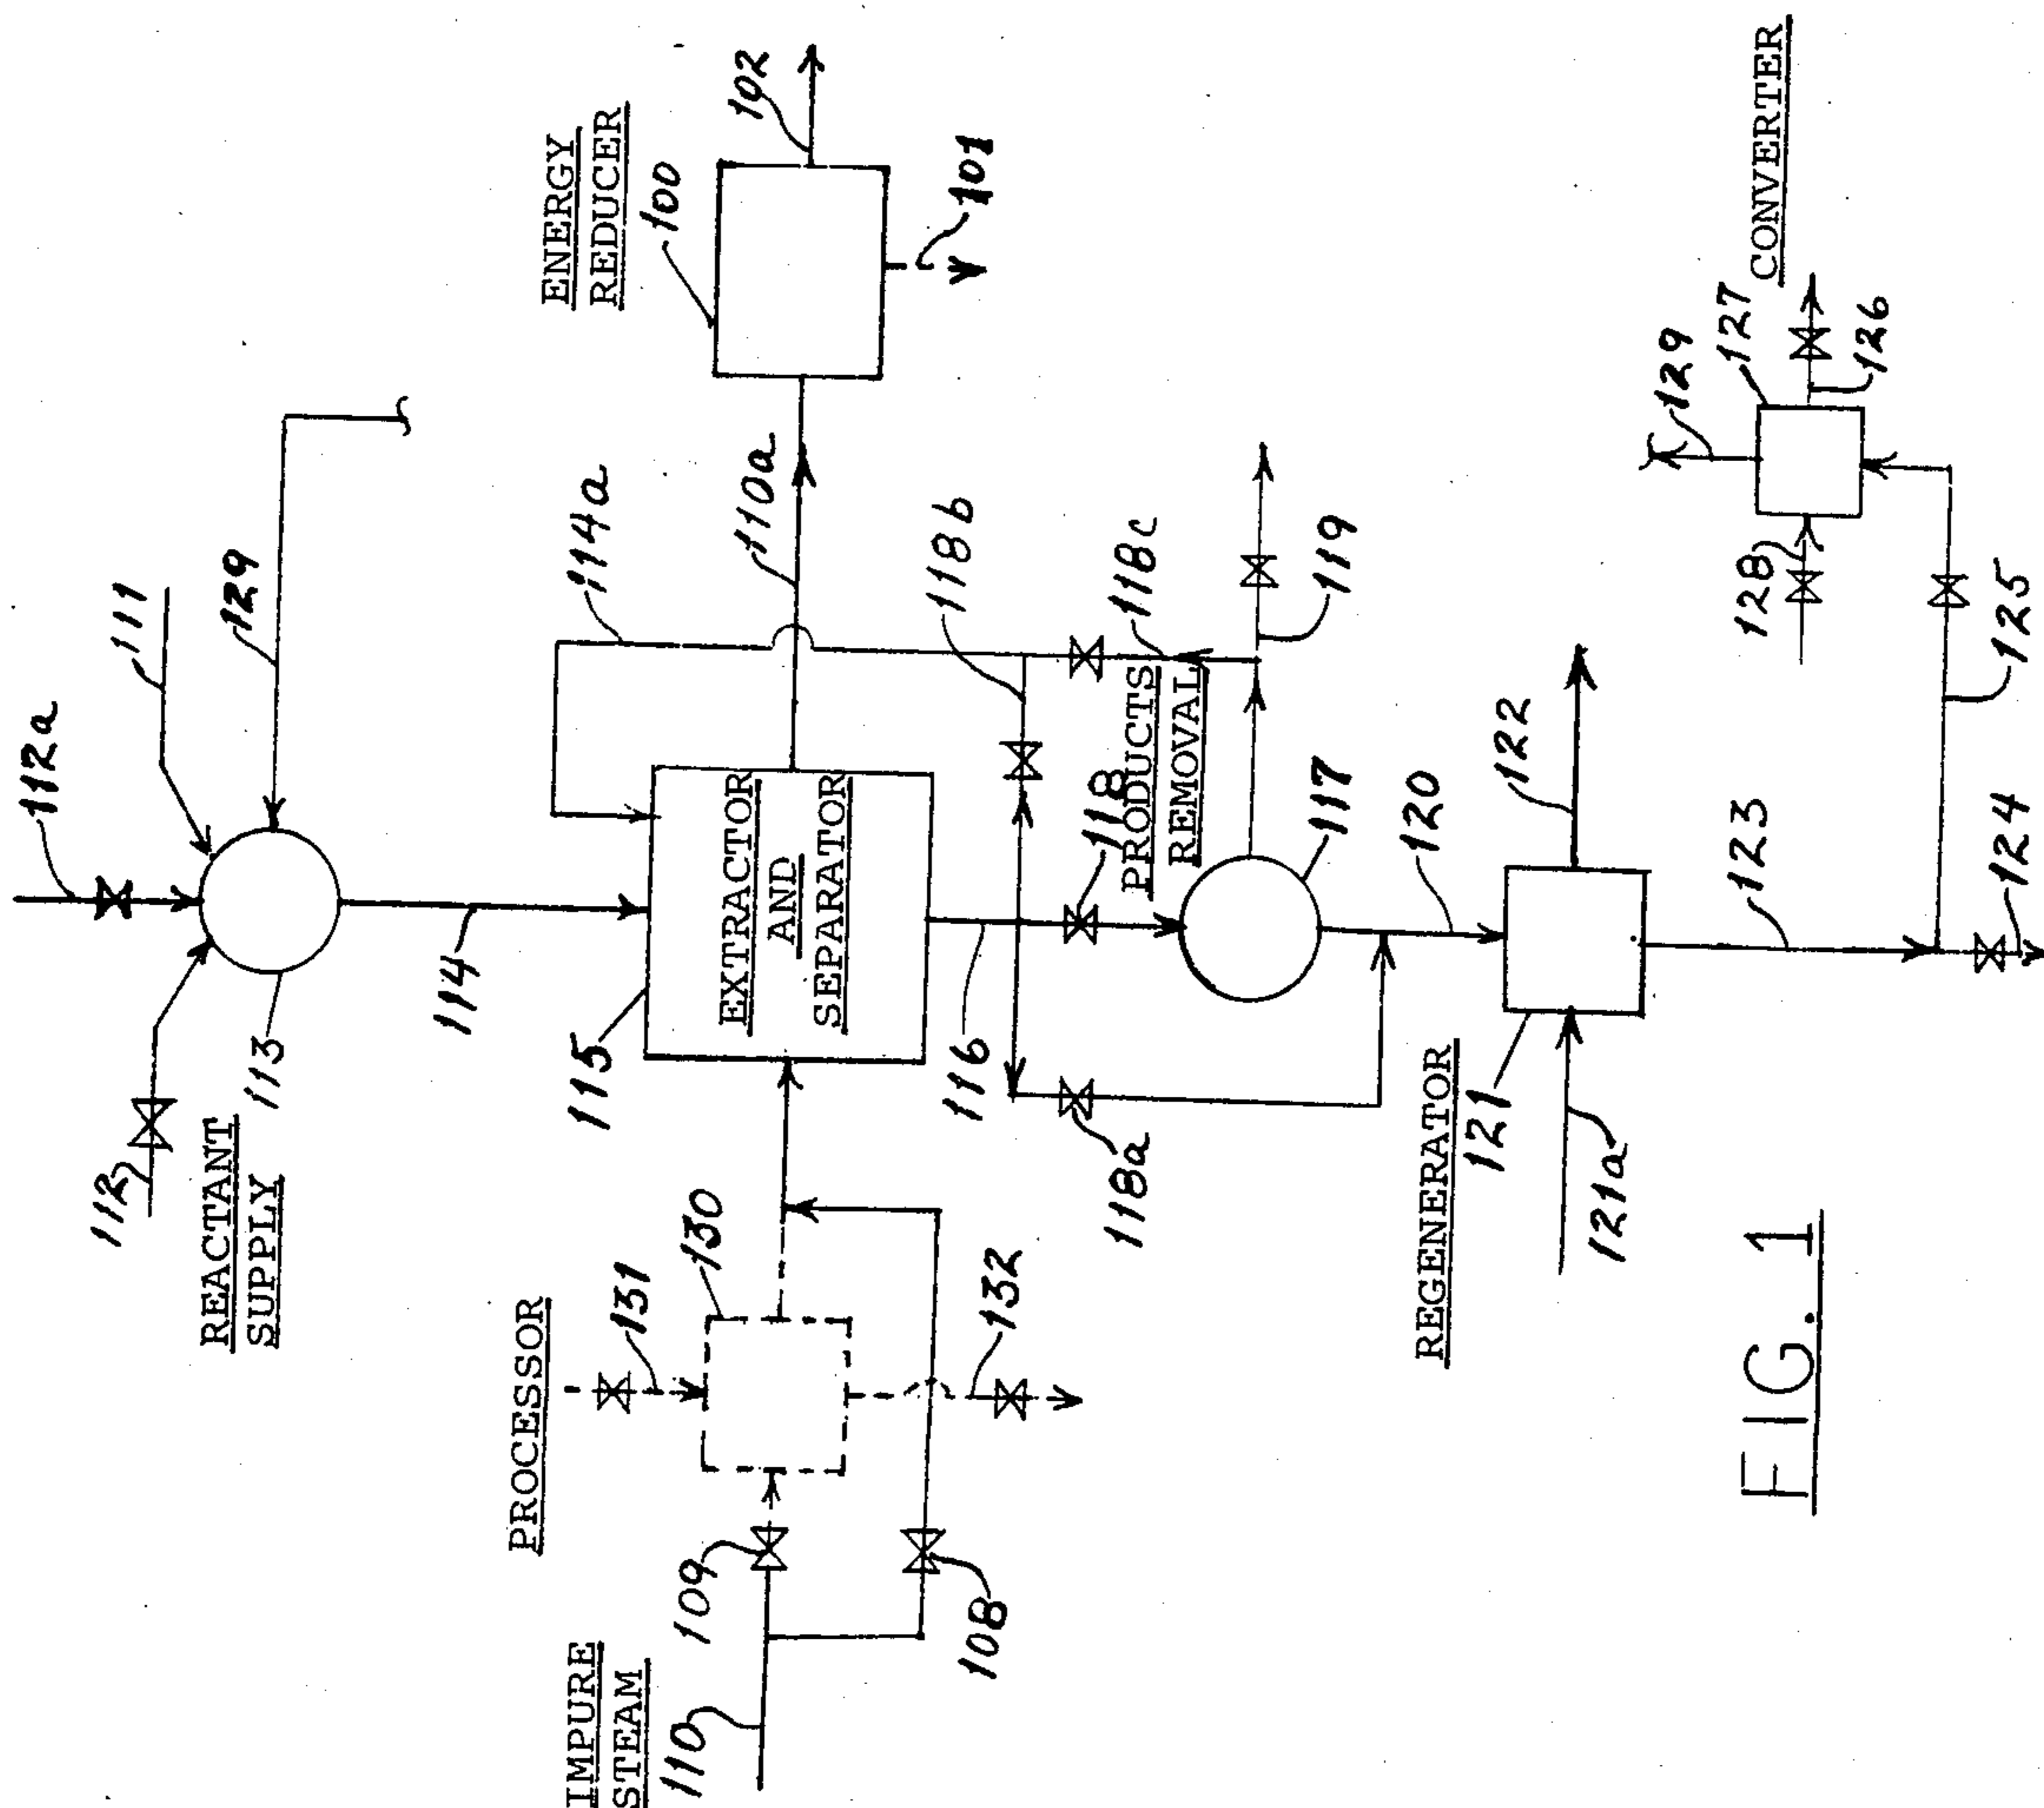 112a
111
129
112
113
REACTANT
SUPPLY
114
ENERGY
REDUCER
100
102
101
110a
114a
115
EXTRACTOR
AND
SEPARATOR
PROCESSOR
131
130
132
109
108
IMPURE
STEAM
110
116
118
118a
118b
118c
PRODUCTS
REMOVAL
119
117
120
REGENERATOR
121
121a
122
123
124
125
CONVERTER
129
127
128
126
FIG. 1